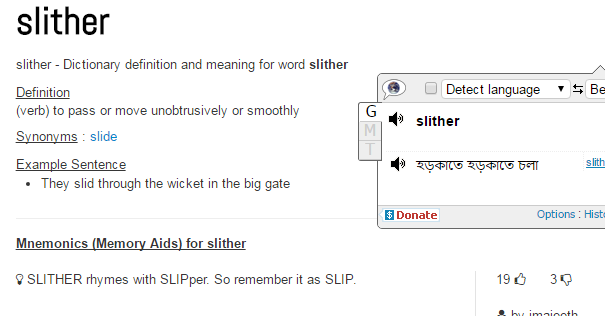 slither
slither - Dictionary definition and meaning for word slither
Definition
(verb) to pass or move unobtrusively or smoothly
Synonyms : slide
Example Sentence
They slid through the wicket in the big gate
Mnemonics (Memory Aids) for slither
SLITHER rhymes with SLIPper. So remember it as SLIP.
19 3
Detect language Be
G
M
T
slither
হড়কাতে হড়কাতে চলা slith
$ Donate Options : Histo